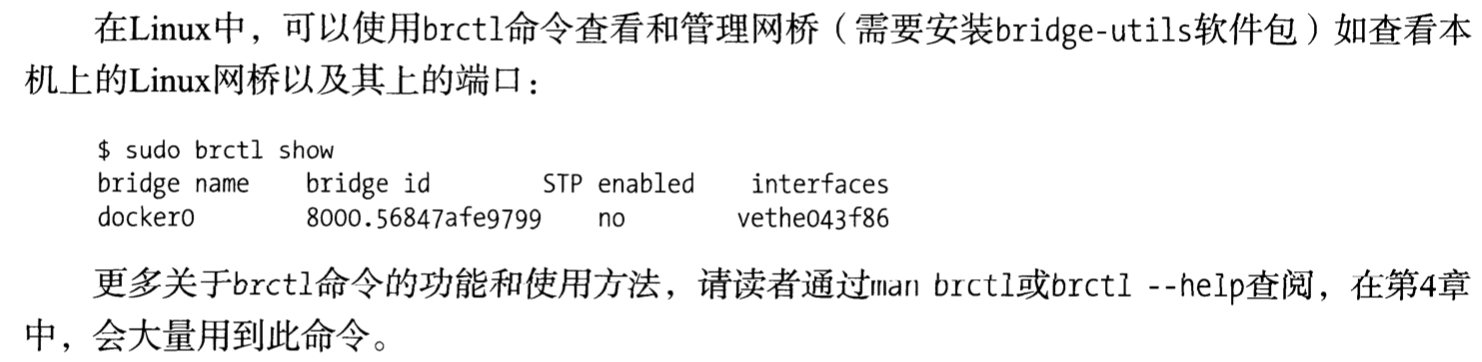 在Linux中，可以使用brctl命令查看和管理网桥（需要安装bridge-utils软件包）如查看本
机上的Linux网桥以及其上的端口：
$ sudo brctl show
bridge name bridge id STP enabled interfaces
docker0 8000.56847afe9799 no vethe043f86
更多关于brctl命令的功能和使用方法，请读者通过man brctl或brctl --help查阅，在第4章
中，会大量用到此命令。